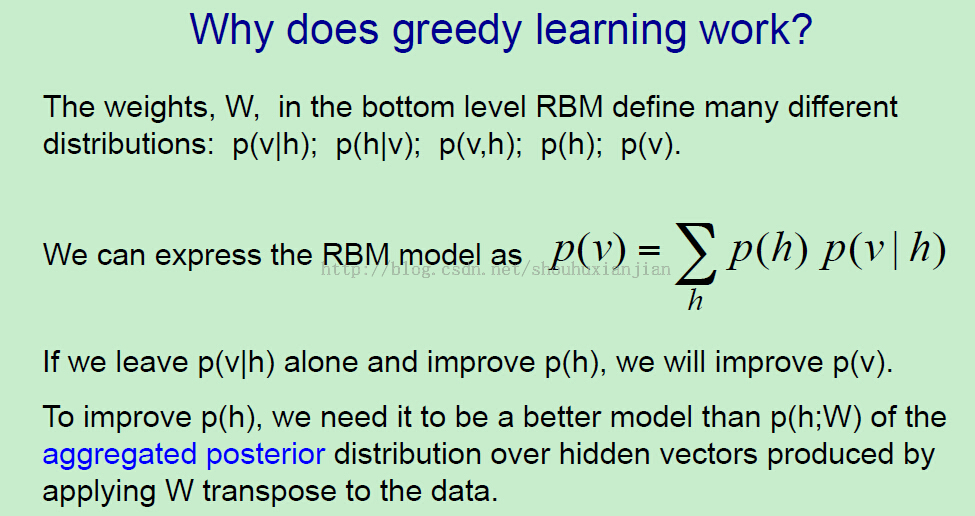 Why does greedy learning work?
The weights, W, in the bottom level RBM define many different
distributions: p(v|h); p(h|v); p(v,h); p(h); p(v).
We can express the RBM model as p(v) = ∑ p(h) p(v | h)
h
http://blog.csdn.net/shouhuxianjian
If we leave p(v|h) alone and improve p(h), we will improve p(v).
To improve p(h), we need it to be a better model than p(h;W) of the
aggregated posterior distribution over hidden vectors produced by
applying W transpose to the data.